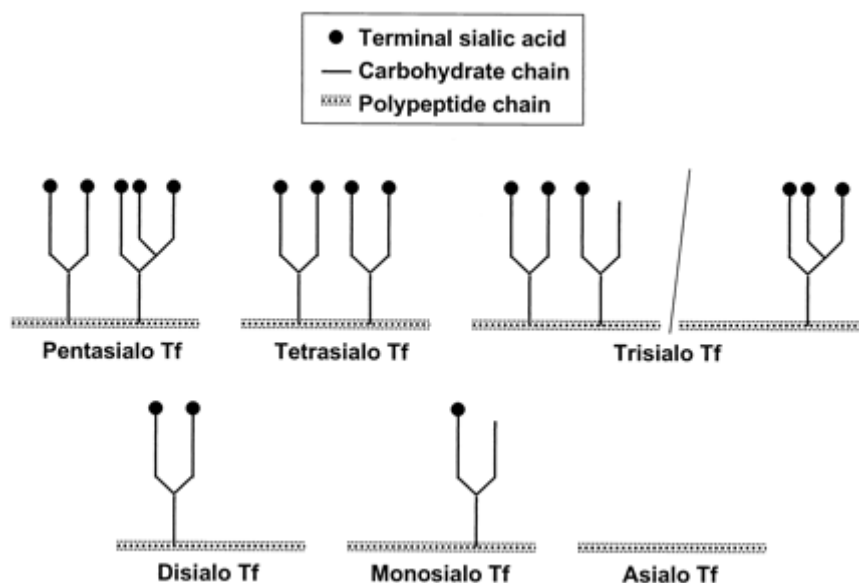 Terminal sialic acid
Carbohydrate chain
Polypeptide chain
Pentasialo Tf
Tetrasialo Tf
Trisialo Tf
Disialo Tf
Monosialo Tf
Asialo Tf